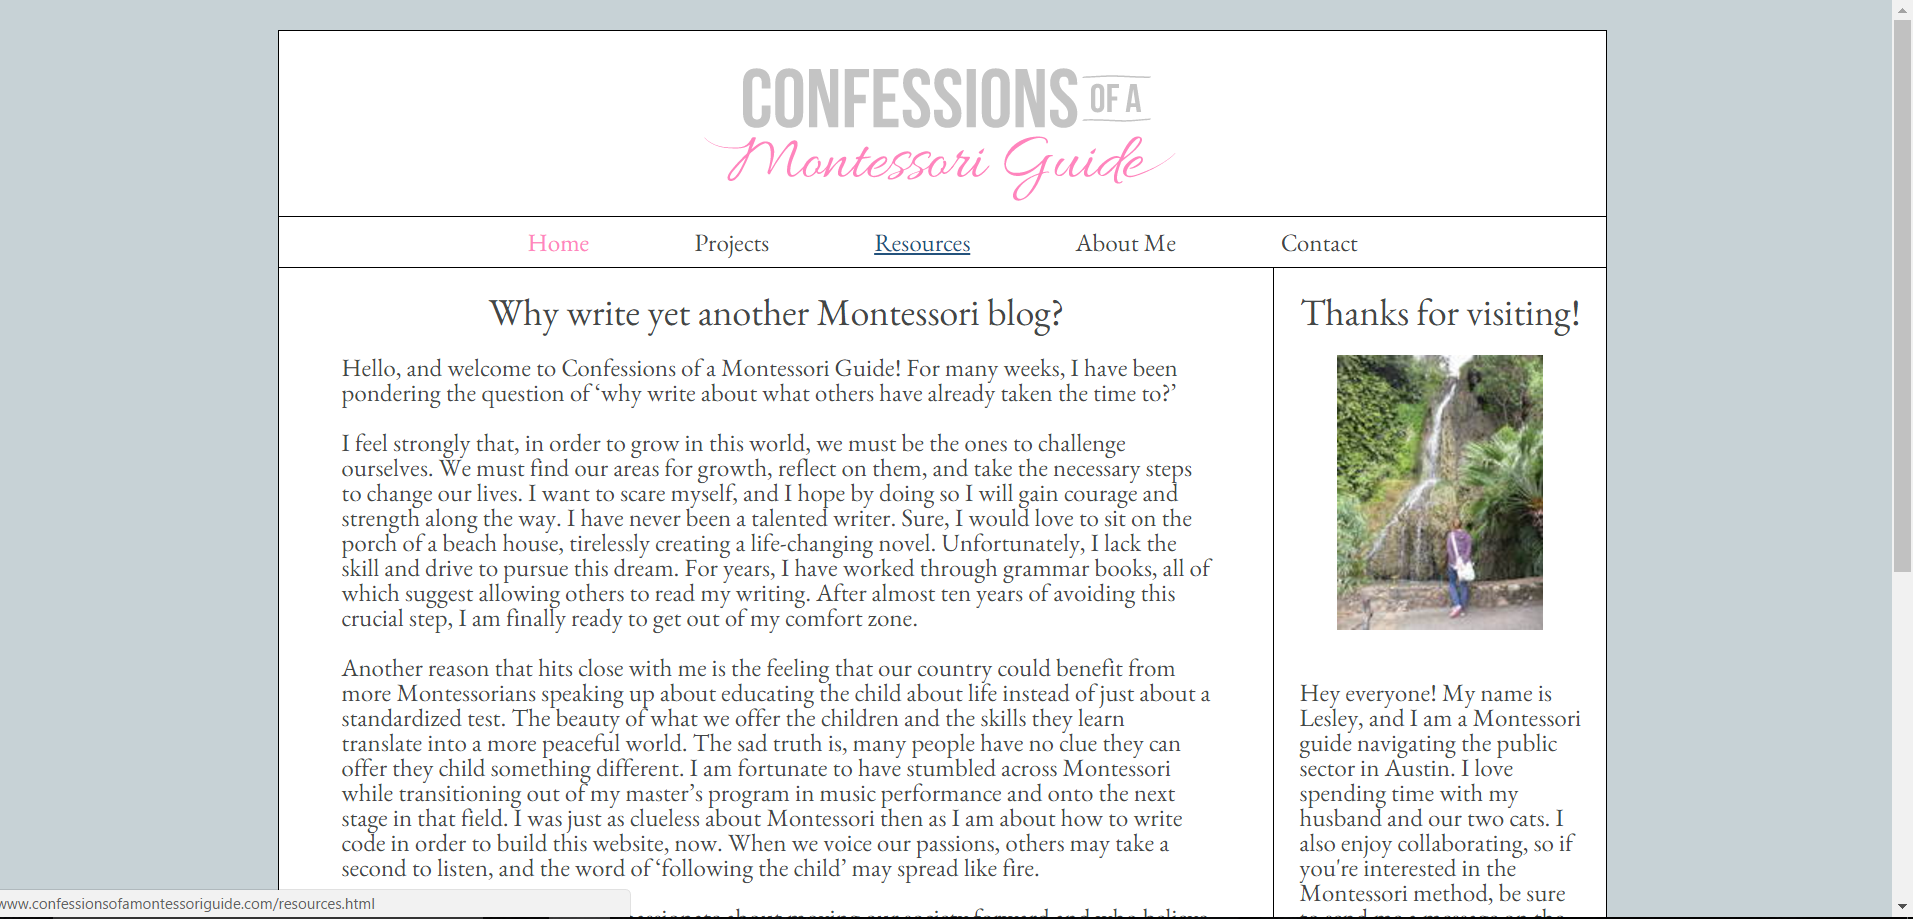 CONFESSIONS OF A
Montessori Guide
Home Projects Resources About Me Contact
Why write yet another Montessori blog?
Hello, and welcome to Confessions of a Montessori Guide! For many weeks, I have been
pondering the question of ‘why write about what others have already taken the time to?’
I feel strongly that, in order to grow in this world, we must be the ones to challenge
ourselves. We must find our areas for growth, reflect on them, and take the necessary steps
to change our lives. I want to scare myself, and I hope by doing so I will gain courage and
strength along the way. I have never been a talented writer. Sure, I would love to sit on the
porch of a beach house, tirelessly creating a life-changing novel. Unfortunately, I lack the
skill and drive to pursue this dream. For years, I have worked through grammar books, all of
which suggest allowing others to read my writing. After almost ten years of avoiding this
crucial step, I am finally ready to get out of my comfort zone.
Another reason that hits close with me is the feeling that our country could benefit from
more Montessorians speaking up about educating the child about life instead of just about a
standardized test. The beauty of what we offer the children and the skills they learn
translate into a more peaceful world. The sad truth is, many people have no clue they can
offer they child something different. I am fortunate to have stumbled across Montessori
while transitioning out of my master’s program in music performance and onto the next
stage in that field. I was just as clueless about Montessori then as I am about how to write
code in order to build this website, now. When we voice our passions, others may take a
second to listen, and the word of ‘following the child’ may spread like fire.
about moving our society forward and who believe
Thanks for visiting!
Hey everyone! My name is
Lesley, and I am a Montessori
guide navigating the public
sector in Austin. I love
spending time with my
husband and our two cats. I
also enjoy collaborating, so if
you're interested in the
Montessori method, be sure
to send me a message on the
www.confessionsofamontessoriguide.com/resources.html